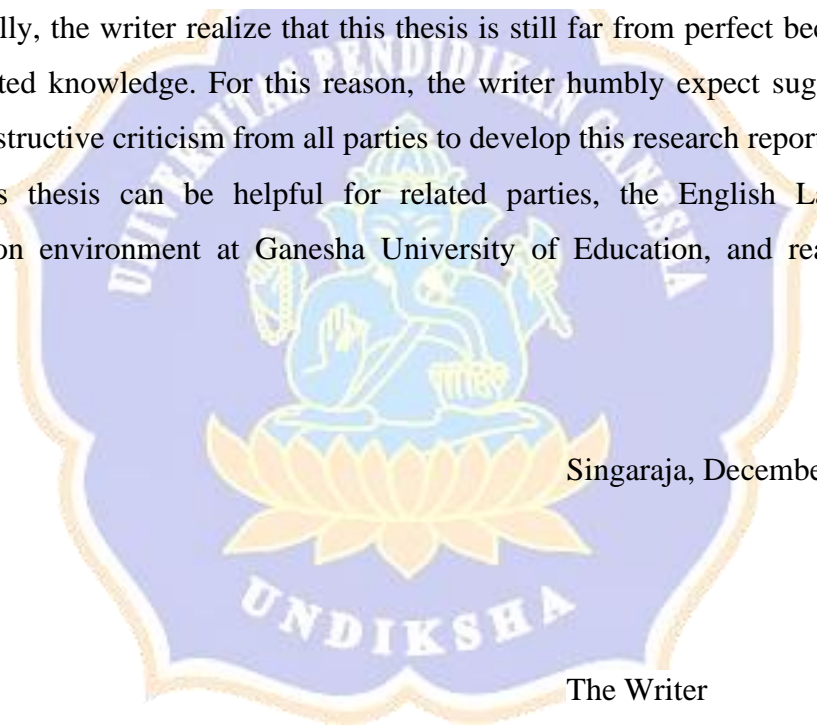 lly, the writer realize that this thesis is still far from perfect bec
ted knowledge. For this reason, the writer humbly expect sug
structive criticism from all parties to develop this research report
s thesis can be helpful for related parties, the English La
on environment at Ganesha University of Education, and rea
UNIVERSITAS PENDIDIKAN GANESHA
Singaraja, Decembe
UNDIKSHA
The Writer